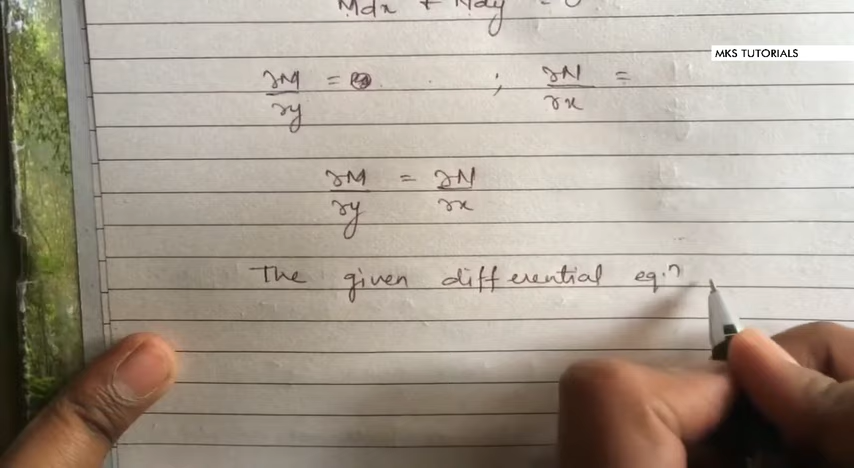 Mdx + Ndy = 0
MKS TUTORIALS
∂M/∂y = ; ∂N/∂x =
∂M/∂y = ∂N/∂x
The given differential eqn